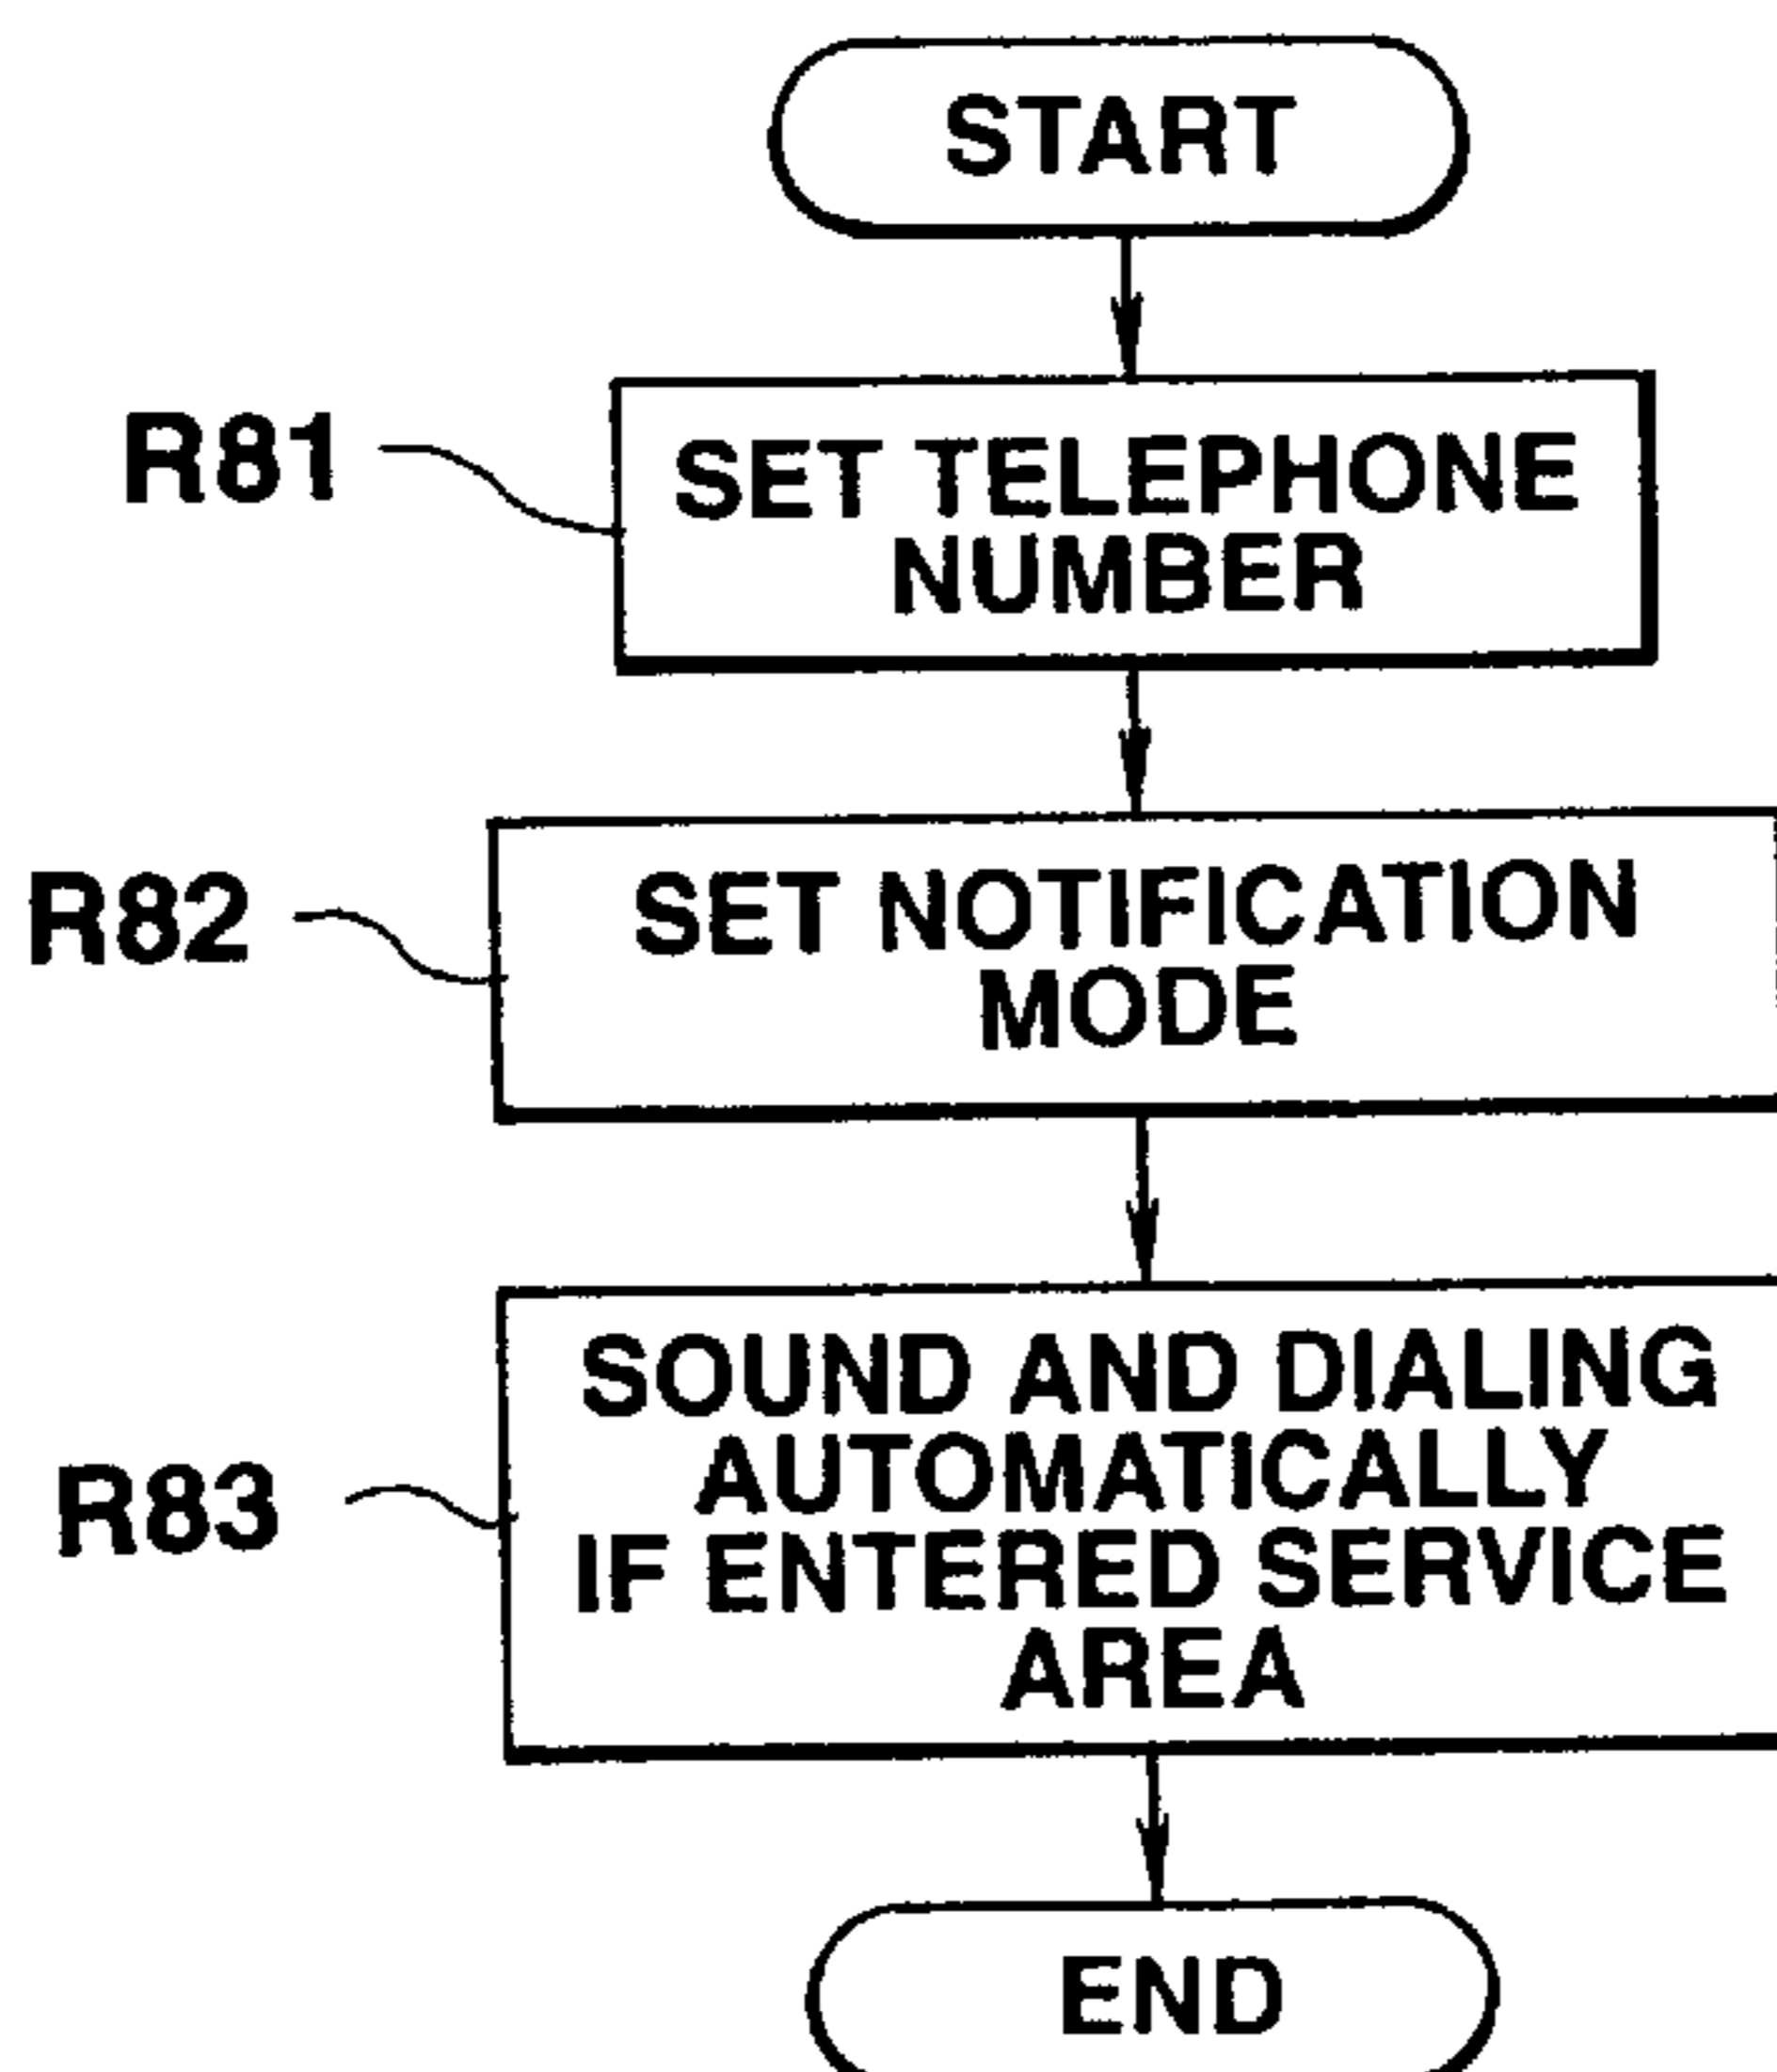 START
R81
SET TELEPHONE
NUMBER
R82
SET NOTIFICATION
MODE
R83
SOUND AND DIALING
AUTOMATICALLY
IF ENTERED SERVICE
AREA
END